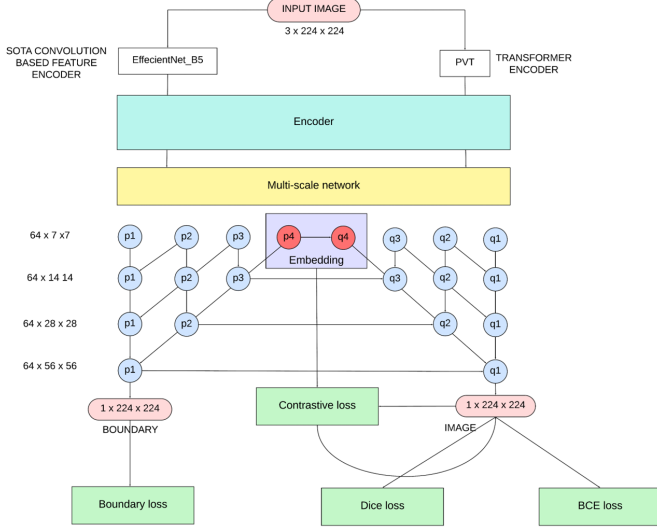 INPUT IMAGE
3 x 224 x 224
SOTA CONVOLUTION
BASED FEATURE
ENCODER
EffecientNet_B5
PVT
TRANSFORMER
ENCODER
Encoder
Multi-scale network
64 x 7 x7
p1
p2
p3
p4
q4
q3
q2
q1
Embedding
64 x 14 14
p1
p2
p3
q3
q2
q1
64 x 28 x 28
p1
p2
q2
q1
64 x 56 x 56
p1
q1
1 x 224 x 224
BOUNDARY
Contrastive loss
1 x 224 x 224
IMAGE
Boundary loss
Dice loss
BCE loss